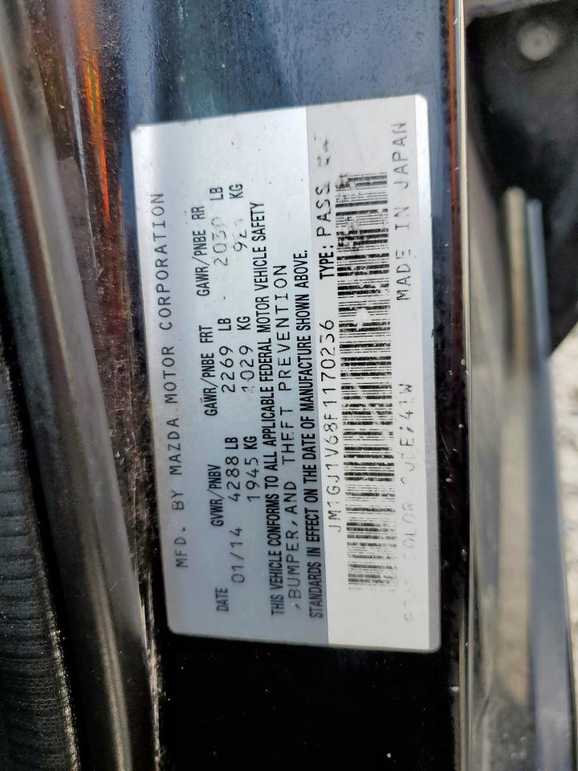 MFD. BY MAZDA MOTOR CORPORATION
DATE GVWR/PNBV GAWR/PNBE FRT GAWR/PNBE RR
01/14 4288 LB 2269 LB 2030 LB
1945 KG 1029 KG KG
THIS VEHICLE CONFORMS TO ALL APPLICABLE FEDERAL MOTOR VEHICLE SAFETY
,BUMPER,AND THEFT PREVENTION
STANDARDS IN EFFECT ON THE DATE OF MANUFACTURE SHOWN ABOVE.
JM1GJ1V68F1170236 TYPE: PASS
41W MADE IN JAPAN